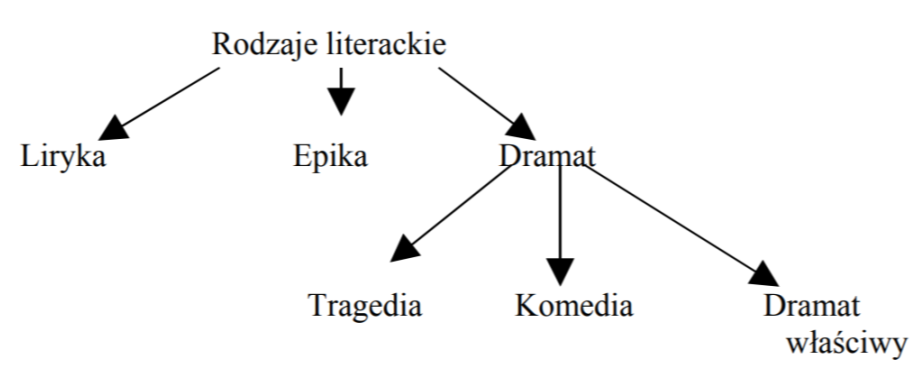 Rodzaje literackie
Liryka
Epika
Dramat
Tragedia
Komedia
Dramat
właściwy